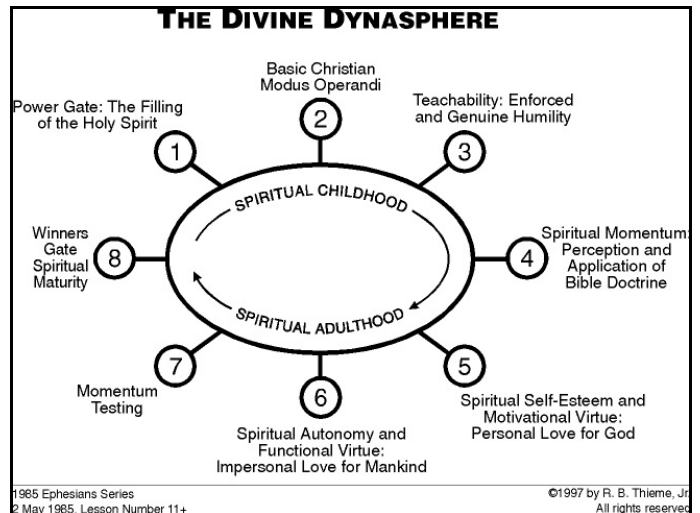 THE DIVINE DYNASPHERE
Basic Christian
Modus Operandi
Power Gate: The Filling
of the Holy Spirit
Teachability: Enforced
and Genuine Humility
1
2
3
SPIRITUAL CHILDHOOD
Winners
Gate
Spiritual
Maturity
8
4
Spiritual Momentum:
Perception and
Application of
Bible Doctrine
SPIRITUAL ADULTHOOD
7
6
5
Momentum
Testing
Spiritual Autonomy and
Functional Virtue:
Impersonal Love for Mankind
Spiritual Self-Esteem and
Motivational Virtue:
Personal Love for God
1985 Ephesians Series
2 May 1985, Lesson Number 11+
©1997 by R. B. Thieme, Jr.
All rights reserved